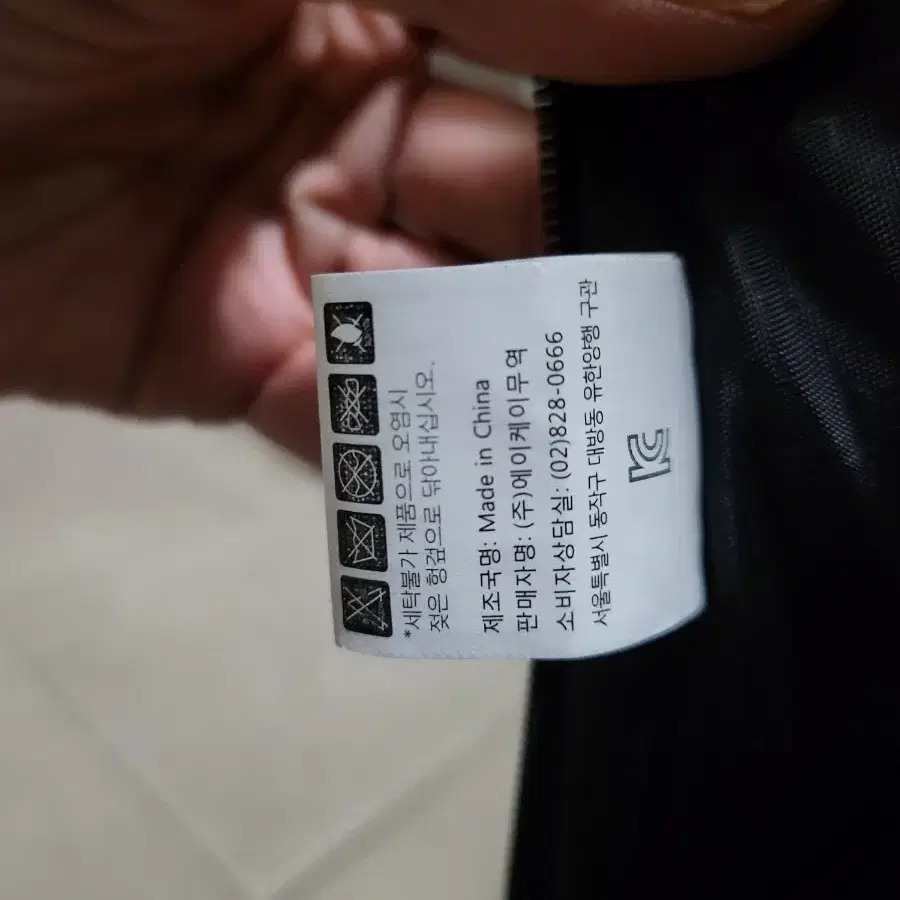 *세탁불가 제품으로 오염시
젖은 헝겊으로 닦아내십시오.
제조국명: Made in China
판매자명: (주)에이케이무역
소비자상담실: (02)828-0666
서울특별시 동작구 대방동 유한양행 구관
KC